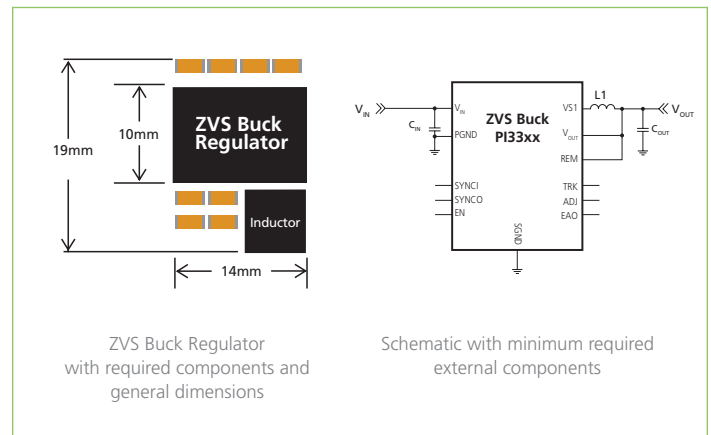 ZVS Buck
Regulator
10mm
19mm
Inductor
14mm
ZVS Buck Regulator
with required components and
general dimensions
L1
VIN
VIN
ZVS Buck
PI33xx
VS1
VOUT
CIN
PGND
VOUT
COUT
REM
SYNCI
TRK
SYNCO
ADJ
EN
EAO
SGND
Schematic with minimum required
external components